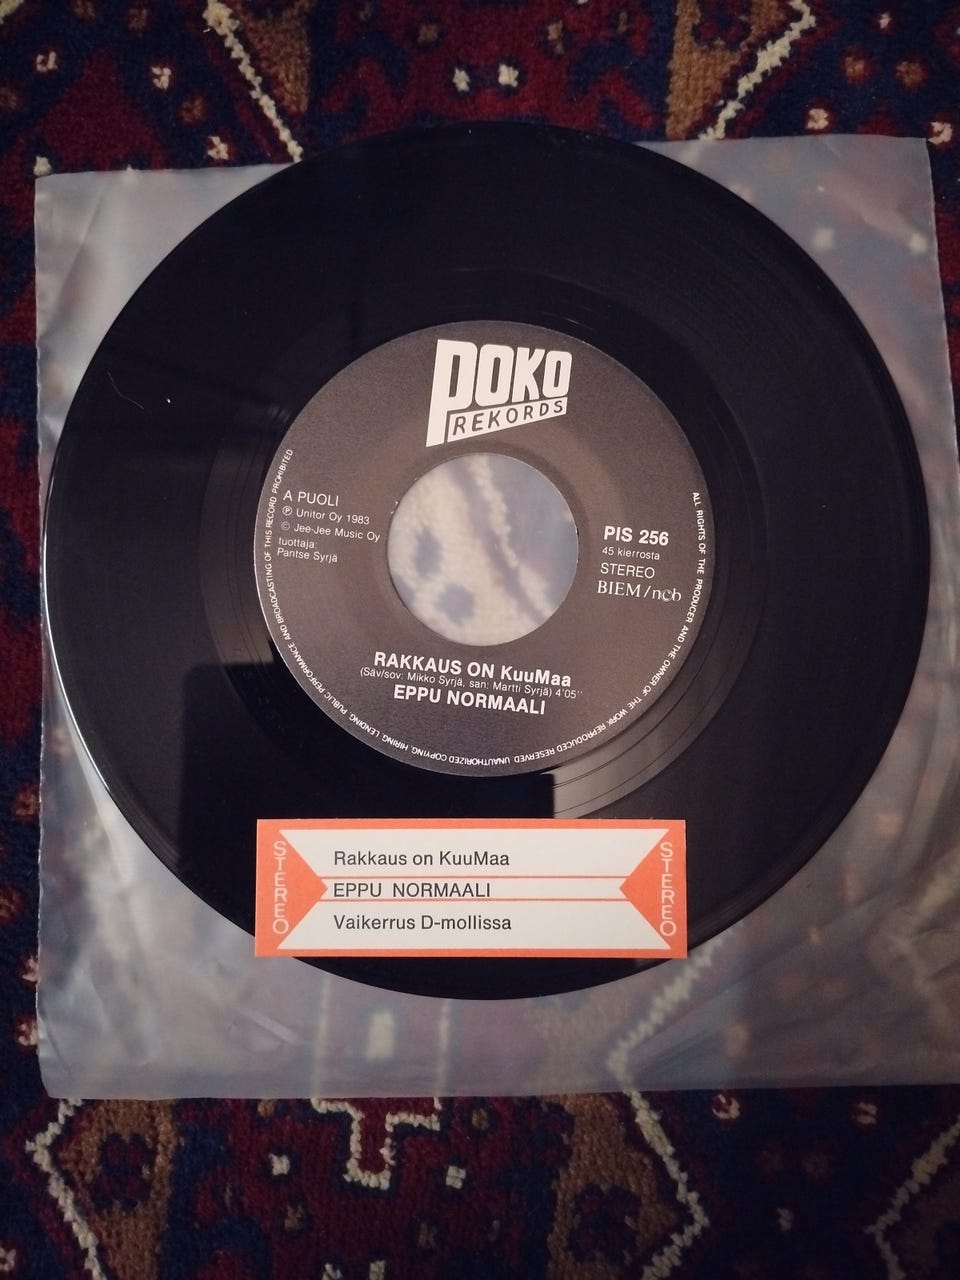 POKO
REKORDS
A PUOLI
℗ Unitor Oy 1983
© Jee-Jee Music Oy
tuottaja:
Pantse Syrjä
PIS 256
45 kierrosta
STEREO
BIEM/ncb
RAKKAUS ON KuuMaa
(Säv/sov: Mikko Syrjä, san: Martti Syrjä) 4'05''
EPPU NORMAALI
ALL RIGHTS OF THE PRODUCER AND THE OWNER OF THE WORK REPRODUCED RESERVED. UNAUTHORIZED COPYING, HIRING, LENDING, PUBLIC PERFORMANCE AND BROADCASTING OF THIS RECORD PROHIBITED
STEREO
Rakkaus on KuuMaa
EPPU NORMAALI
Vaikerrus D-mollissa
STEREO